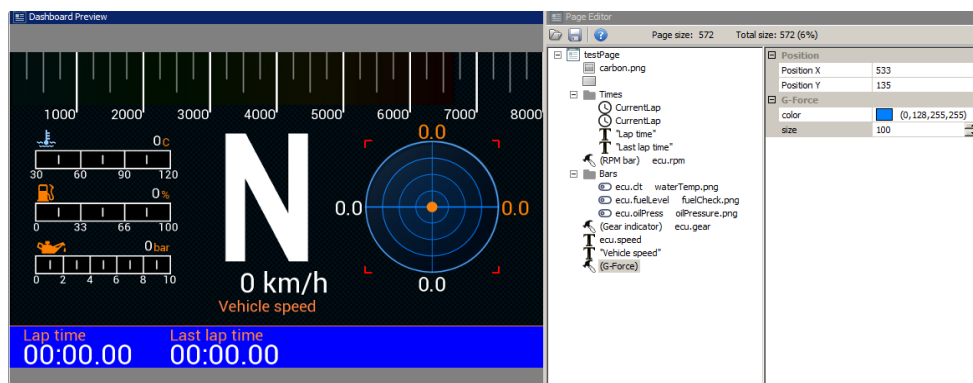 Dashboard Preview
1000 2000 3000 4000 5000 6000 7000 8000
0 C
30 60 90 120
0 %
0 33 66 100
0 bar
0 2 4 6 8 10
N
0 km/h
Vehicle speed
0.0
0.0 0.0
0.0
Lap time Last lap time
00:00.00 00:00.00
Page Editor
Page size: 572 Total size: 572 (6%)
testPage
carbon.png
Times
CurrentLap
CurrentLap
"Lap time"
"Last lap time"
(RPM bar) ecu.rpm
Bars
ecu.clt waterTemp.png
ecu.fuelLevel fuelCheck.png
ecu.oilPress oilPressure.png
(Gear indicator) ecu.gear
ecu.speed
"Vehicle speed"
(G-Force)
Position
Position X 533
Position Y 135
G-Force
color (0,128,255,255)
size 100